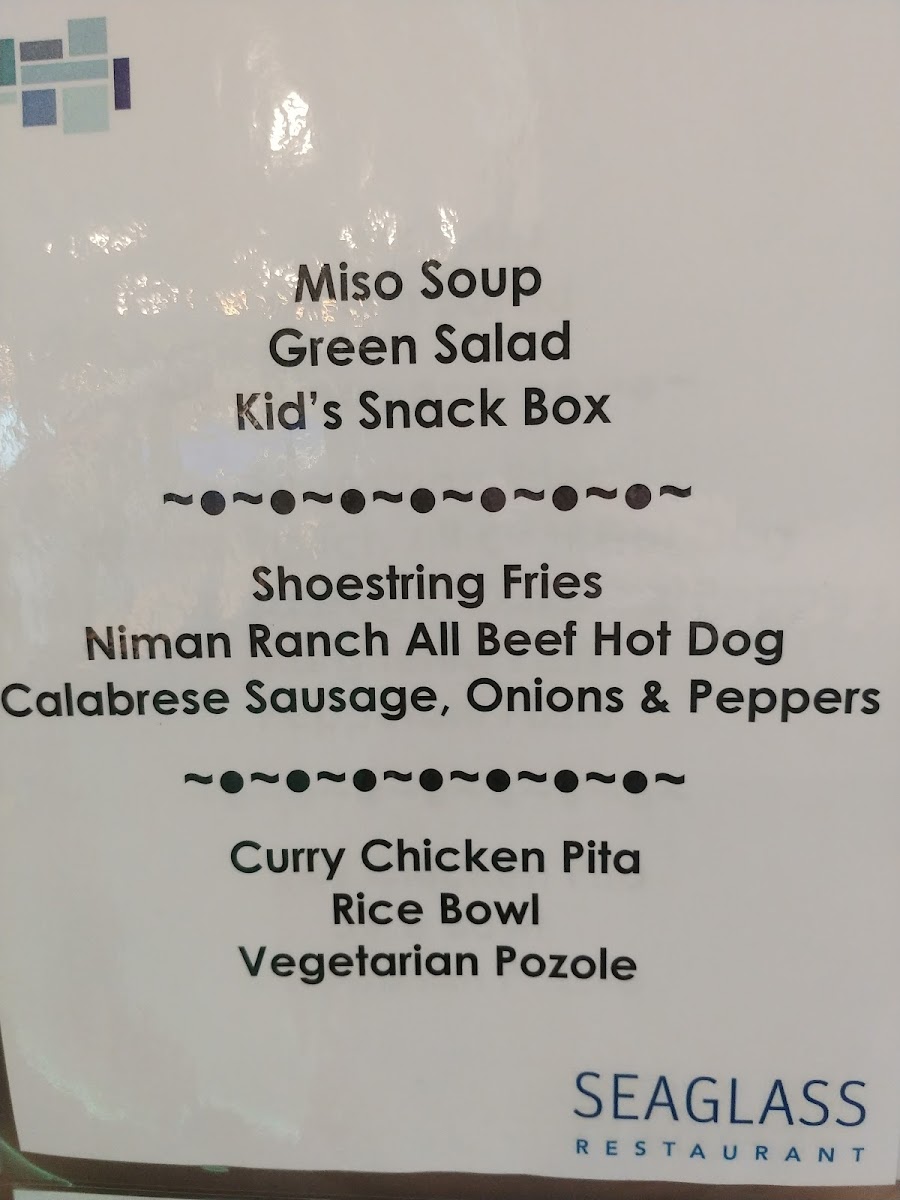 Miso Soup
Green Salad
Kid's Snack Box
~●~●~●~●~●~●~●~
Shoestring Fries
Niman Ranch All Beef Hot Dog
Calabrese Sausage, Onions & Peppers
~●~●~●~●~●~●~●~
Curry Chicken Pita
Rice Bowl
Vegetarian Pozole
SEAGLASS
RESTAURANT